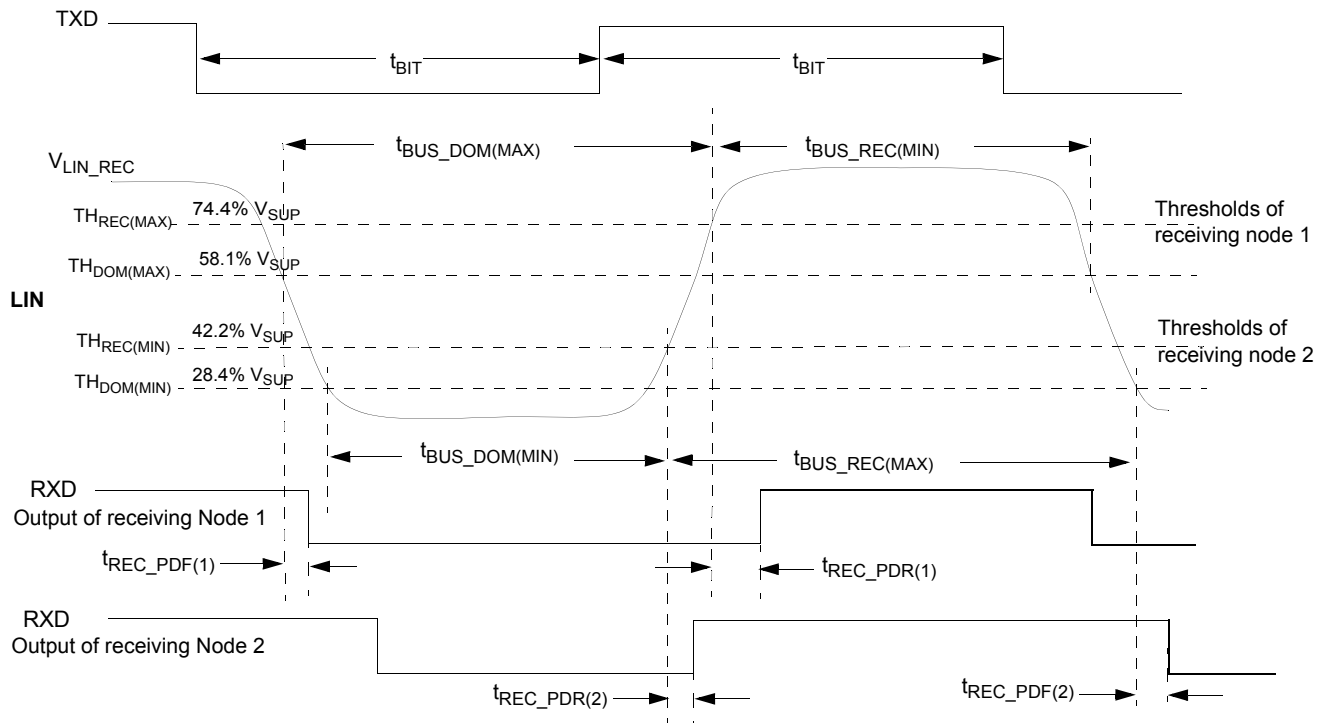 TXD
tBIT tBIT
tBUS_DOM(MAX) tBUS_REC(MIN)
VLIN_REC
THREC(MAX) 74.4% VSUP
Thresholds of
receiving node 1
THDOM(MAX) 58.1% VSUP
LIN
THREC(MIN) 42.2% VSUP
Thresholds of
receiving node 2
THDOM(MIN) 28.4% VSUP
tBUS_DOM(MIN) tBUS_REC(MAX)
RXD
Output of receiving Node 1
tREC_PDF(1) tREC_PDR(1)
RXD
Output of receiving Node 2
tREC_PDR(2) tREC_PDF(2)